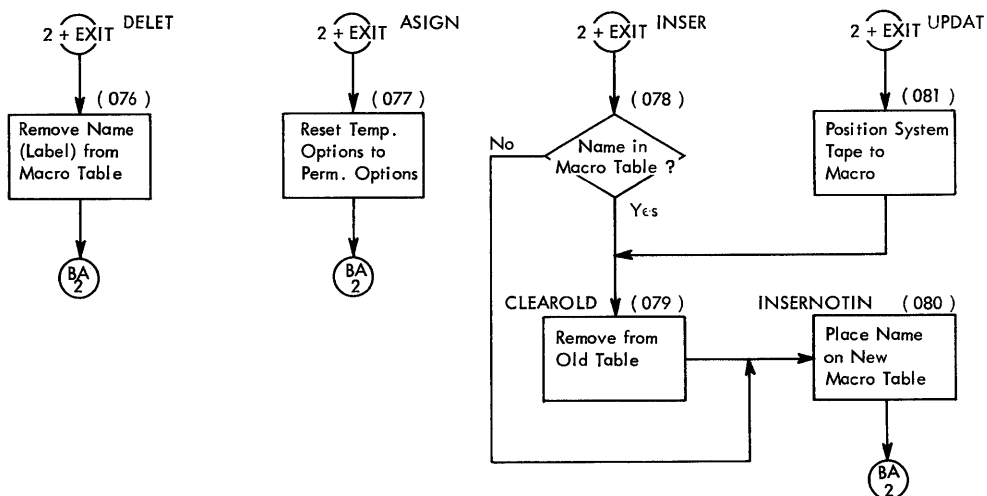 2 + EXIT DELET
( 076 )
Remove Name
(Label) from
Macro Table
BA
2
2 + EXIT ASIGN
( 077 )
Reset Temp.
Options to
Perm. Options
BA
2
2 + EXIT INSER
( 078 )
Name in
Macro Table ?
No
Yes
2 + EXIT UPDAT
( 081 )
Position System
Tape to
Macro
CLEAROLD ( 079 )
Remove from
Old Table
INSERNOTIN ( 080 )
Place Name
on New
Macro Table
BA
2